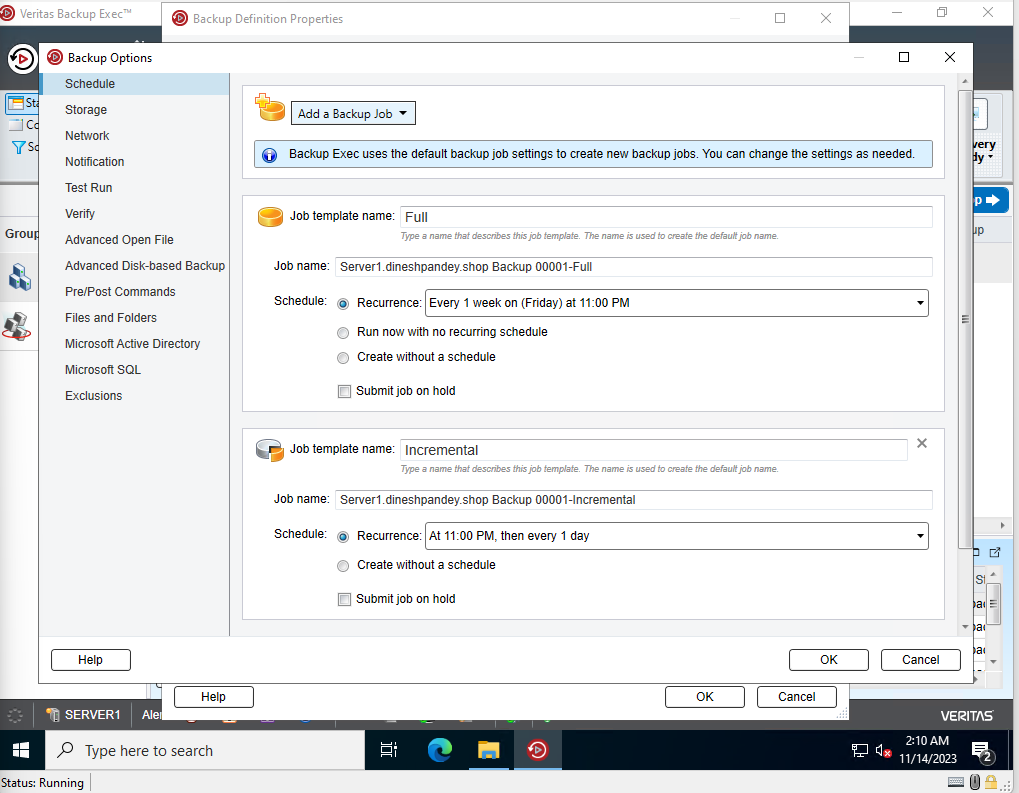 Veritas Backup Exec™
Backup Definition Properties
Backup Options
Schedule
Storage
Network
Notification
Test Run
Verify
Advanced Open File
Advanced Disk-based Backup
Pre/Post Commands
Files and Folders
Microsoft Active Directory
Microsoft SQL
Exclusions
Add a Backup Job
Backup Exec uses the default backup job settings to create new backup jobs. You can change the settings as needed.
Job template name: Full
Type a name that describes this job template. The name is used to create the default job name.
Job name: Server1.dineshpandey.shop Backup 00001-Full
Schedule: Recurrence: Every 1 week on (Friday) at 11:00 PM
Run now with no recurring schedule
Create without a schedule
Submit job on hold
Job template name: Incremental
Type a name that describes this job template. The name is used to create the default job name.
Job name: Server1.dineshpandey.shop Backup 00001-Incremental
Schedule: Recurrence: At 11:00 PM, then every 1 day
Create without a schedule
Submit job on hold
Help OK Cancel
Group
Help OK Cancel
SERVER1 Aler
VERITAS
Type here to search
2:10 AM
11/14/2023
2
Status: Running